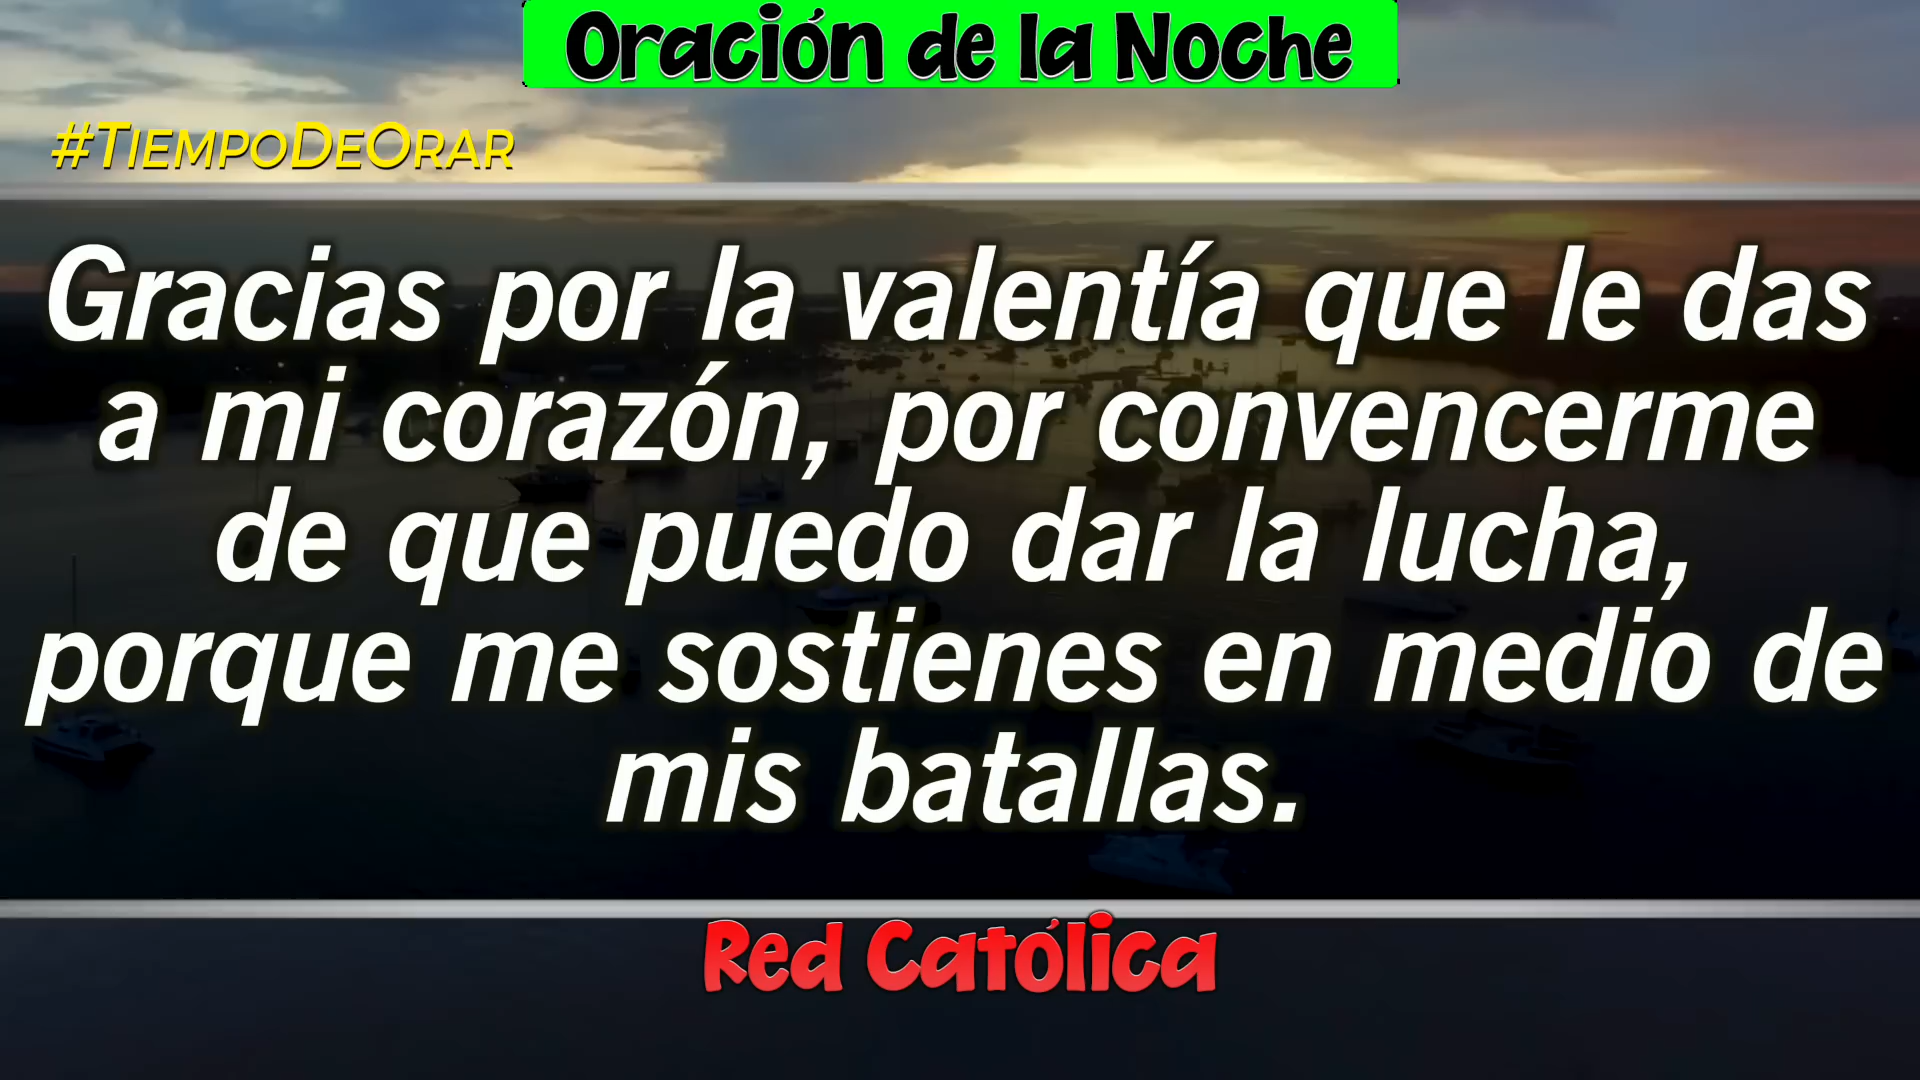 Oración de la Noche
#TiempoDeOrar
Gracias por la valentía que le das
a mi corazón, por convencerme
de que puedo dar la lucha,
porque me sostienes en medio de
mis batallas.
Red Católica